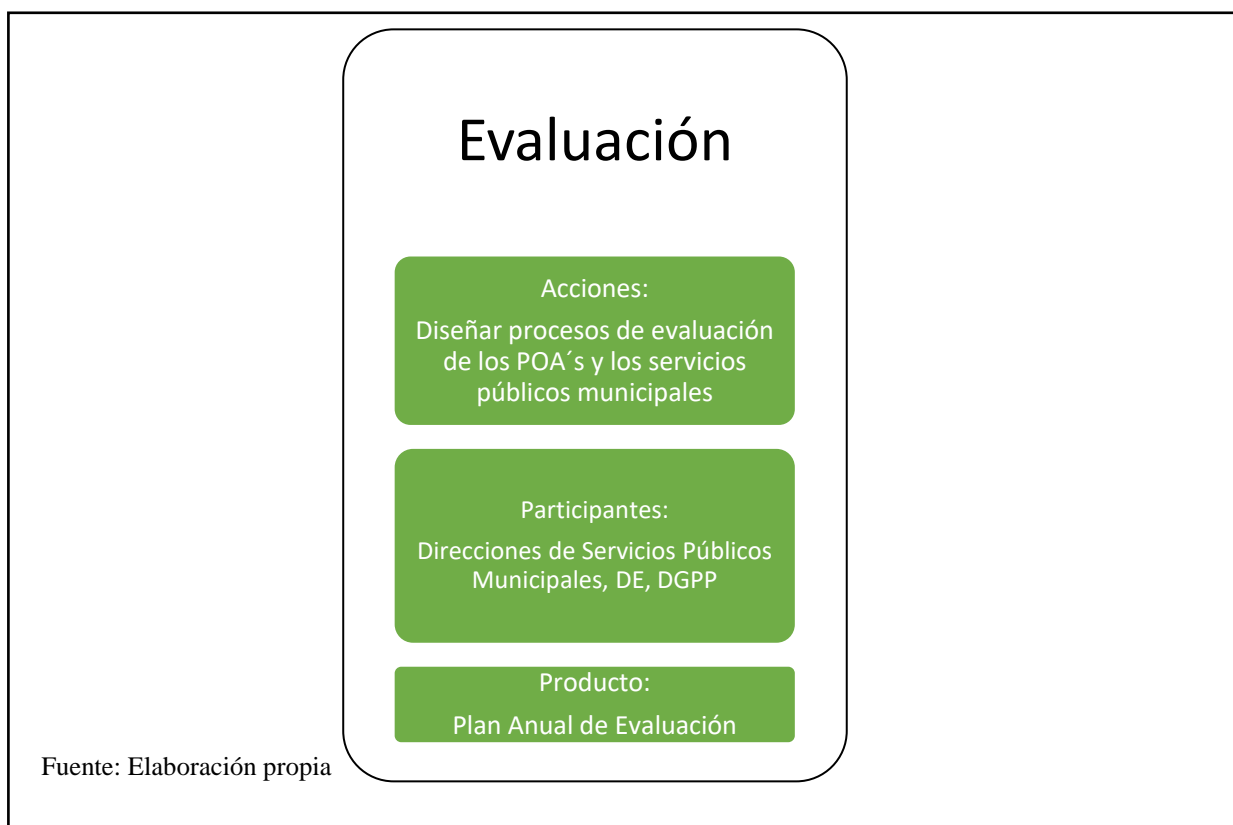 Evaluación
Acciones:
Diseñar procesos de evaluación
de los POA´s y los servicios
públicos municipales
Participantes:
Direcciones de Servicios Públicos
Municipales, DE, DGPP
Producto:
Plan Anual de Evaluación
Fuente: Elaboración propia